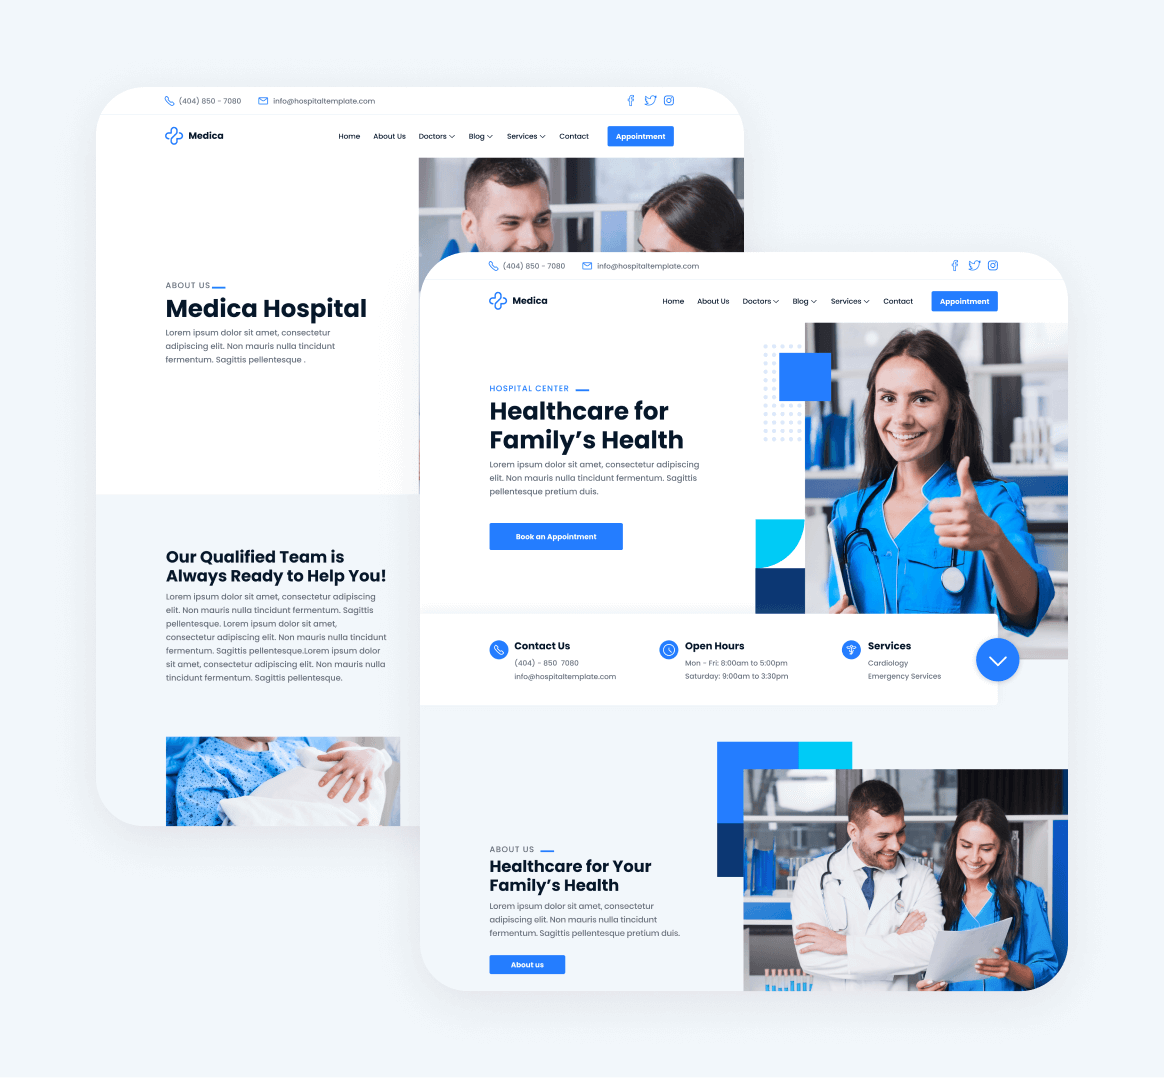 (404) 850 - 7080 info@hospitaltemplate.com
Medica Home About Us Doctors Blog Services Contact Appointment
ABOUT US
Medica Hospital
Lorem ipsum dolor sit amet, consectetur
adipiscing elit. Non mauris nulla tincidunt
fermentum. Sagittis pellentesque .
Our Qualified Team is
Always Ready to Help You!
Lorem ipsum dolor sit amet, consectetur adipiscing
elit. Non mauris nulla tincidunt fermentum. Sagittis
pellentesque. Lorem ipsum dolor sit amet,
consectetur adipiscing elit. Non mauris nulla tincidunt
fermentum. Sagittis pellentesque.Lorem ipsum dolor
sit amet, consectetur adipiscing elit. Non mauris nulla
tincidunt fermentum. Sagittis pellentesque.
(404) 850 - 7080 info@hospitaltemplate.com
Medica Home About Us Doctors Blog Services Contact Appointment
HOSPITAL CENTER
Healthcare for
Family’s Health
Lorem ipsum dolor sit amet, consectetur adipiscing
elit. Non mauris nulla tincidunt fermentum. Sagittis
pellentesque pretium duis.
Book an Appointment
Contact Us
(404) - 850 7080
info@hospitaltemplate.com
Open Hours
Mon - Fri: 8:00am to 5:00pm
Saturday: 9:00am to 3:30pm
Services
Cardiology
Emergency Services
ABOUT US
Healthcare for Your
Family’s Health
Lorem ipsum dolor sit amet, consectetur
adipiscing elit. Non mauris nulla tincidunt
fermentum. Sagittis pellentesque pretium duis.
About us